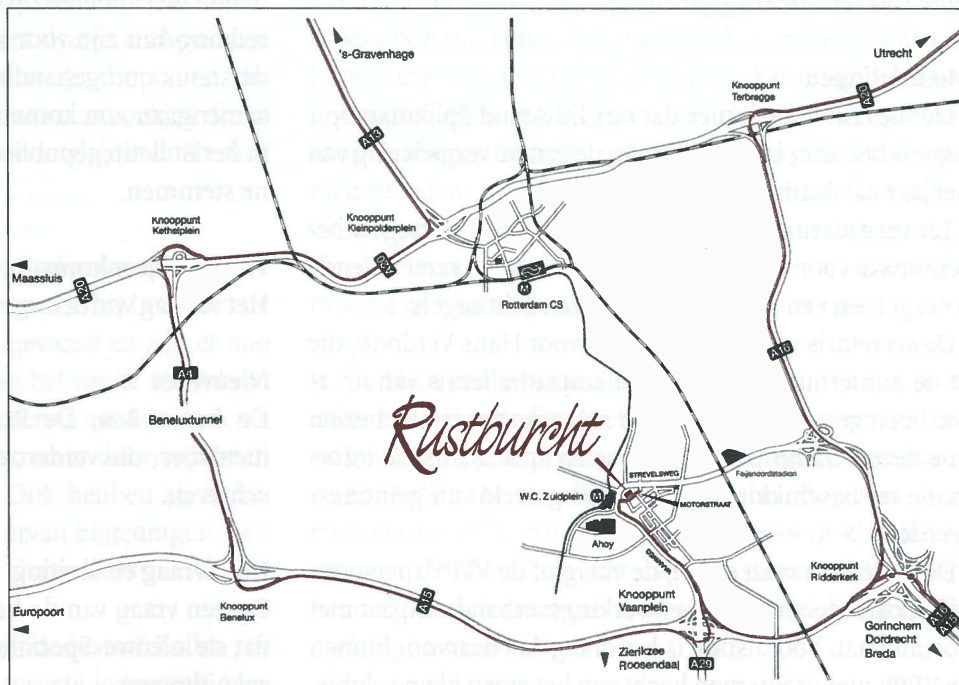 's-Gravenhage
Utrecht
Knooppunt
Terbregge
A20
A13
Knooppunt
Kethelplein
Knooppunt
Kleinpolderplein
Maassluis
A20
A20
Rotterdam CS
A4
A16
Beneluxtunnel
Rustburcht
STREVELSWEG
Feijenoordstadion
W.C. Zuidplein
MOTORSTRAAT
Ahoy
Knooppunt
Ridderkerk
Europoort
Knooppunt
Benelux
A15
Knooppunt
Vaanplein
Gorinchem
Dordrecht
Breda
Zierikzee
Roosendaal
A29